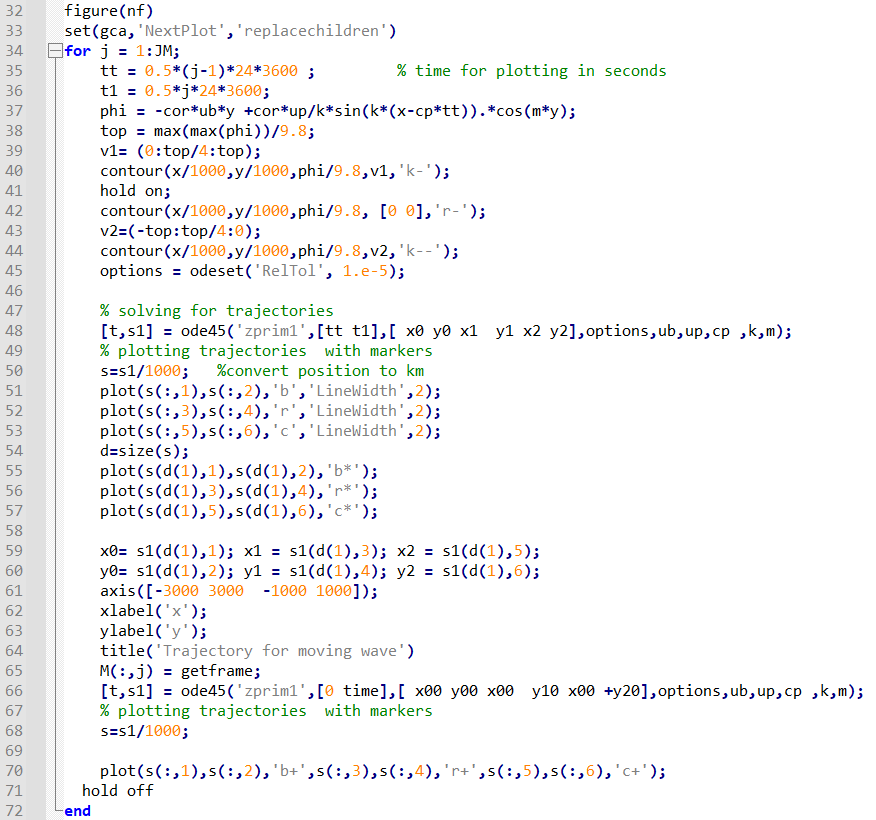 32 figure(nf)
33 set(gca,'NextPlot','replacechildren')
34 for j = 1:JM;
35 tt = 0.5*(j-1)*24*3600 ; % time for plotting in seconds
36 t1 = 0.5*j*24*3600;
37 phi = -cor*ub*y +cor*up/k*sin(k*(x-cp*tt)).*cos(m*y);
38 top = max(max(phi))/9.8;
39 v1= (0:top/4:top);
40 contour(x/1000,y/1000,phi/9.8,v1,'k-');
41 hold on;
42 contour(x/1000,y/1000,phi/9.8, [0 0],'r-');
43 v2=(-top:top/4:0);
44 contour(x/1000,y/1000,phi/9.8,v2,'k--');
45 options = odeset('RelTol', 1.e-5);
46
47 % solving for trajectories
48 [t,s1] = ode45('zprim1',[tt t1],[ x0 y0 x1  y1 x2 y2],options,ub,up,cp ,k,m);
49 % plotting trajectories  with markers
50 s=s1/1000;   %convert position to km
51 plot(s(:,1),s(:,2),'b','LineWidth',2);
52 plot(s(:,3),s(:,4),'r','LineWidth',2);
53 plot(s(:,5),s(:,6),'c','LineWidth',2);
54 d=size(s);
55 plot(s(d(1),1),s(d(1),2),'b*');
56 plot(s(d(1),3),s(d(1),4),'r*');
57 plot(s(d(1),5),s(d(1),6),'c*');
58
59 x0= s1(d(1),1); x1 = s1(d(1),3); x2 = s1(d(1),5);
60 y0= s1(d(1),2); y1 = s1(d(1),4); y2 = s1(d(1),6);
61 axis([-3000 3000  -1000 1000]);
62 xlabel('x');
63 ylabel('y');
64 title('Trajectory for moving wave')
65 M(:,j) = getframe;
66 [t,s1] = ode45('zprim1',[0 time],[ x00 y00 x00  y10 x00 +y20],options,ub,up,cp ,k,m);
67 % plotting trajectories  with markers
68 s=s1/1000;
69
70 plot(s(:,1),s(:,2),'b+',s(:,3),s(:,4),'r+',s(:,5),s(:,6),'c+');
71 hold off
72 end